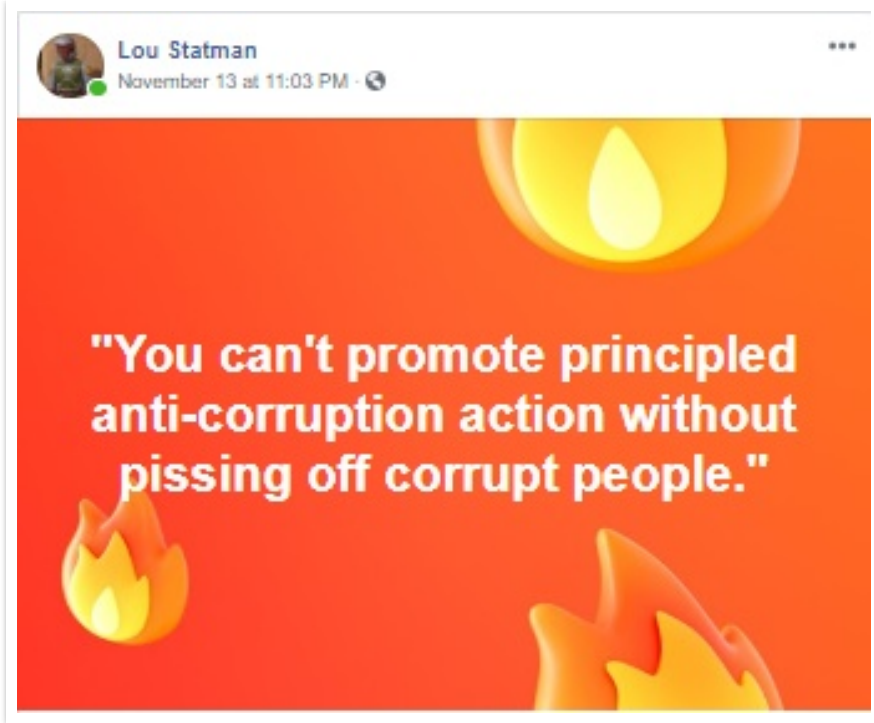 Lou Statman
November 13 at 11:03 PM ·
"You can't promote principled
anti-corruption action without
pissing off corrupt people."